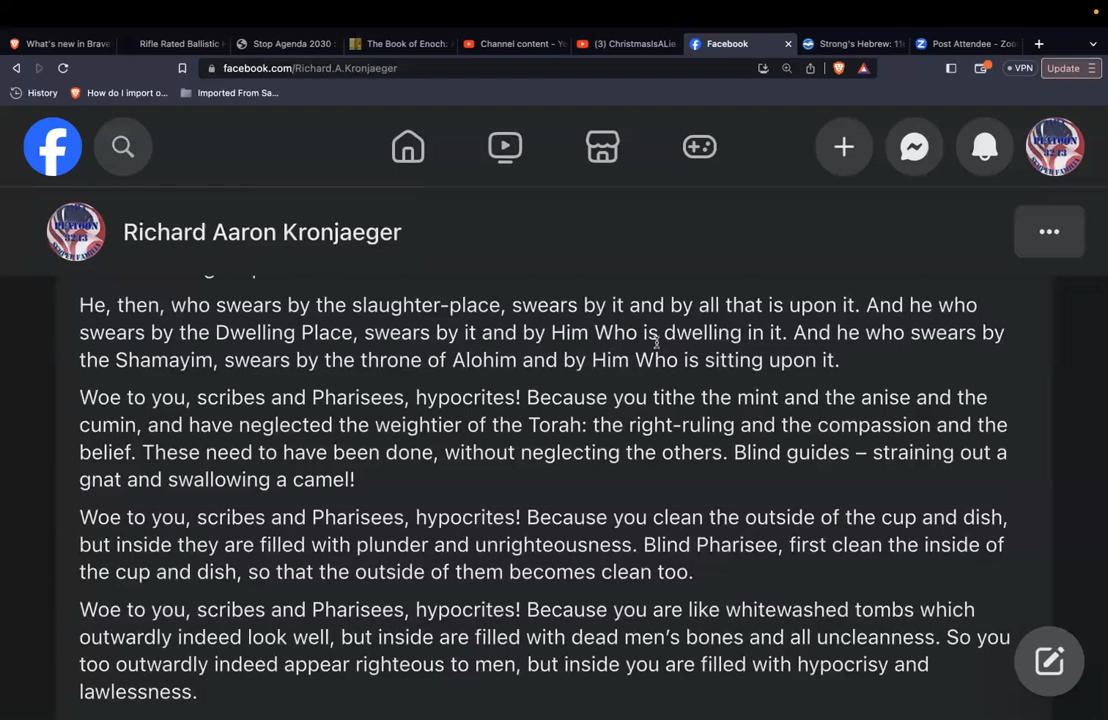 What's new in Brave
Rifle Rated Ballistic
Stop Agenda 2030
The Book of Enoch:
Channel content - Yo
(3) ChristmasIsALie
Facebook
Strong's Hebrew: 11
Post Attendee - Zoo
facebook.com/Richard.A.Kronjaeger
VPN
Update
History
How do I import o...
Imported From Sa...
PLATOON
3243
SEMPER FAMILIA
Richard Aaron Kronjaeger
He, then, who swears by the slaughter-place, swears by it and by all that is upon it. And he who
swears by the Dwelling Place, swears by it and by Him Who is dwelling in it. And he who swears by
the Shamayim, swears by the throne of Alohim and by Him Who is sitting upon it.
Woe to you, scribes and Pharisees, hypocrites! Because you tithe the mint and the anise and the
cumin, and have neglected the weightier of the Torah: the right-ruling and the compassion and the
belief. These need to have been done, without neglecting the others. Blind guides – straining out a
gnat and swallowing a camel!
Woe to you, scribes and Pharisees, hypocrites! Because you clean the outside of the cup and dish,
but inside they are filled with plunder and unrighteousness. Blind Pharisee, first clean the inside of
the cup and dish, so that the outside of them becomes clean too.
Woe to you, scribes and Pharisees, hypocrites! Because you are like whitewashed tombs which
outwardly indeed look well, but inside are filled with dead men's bones and all uncleanness. So you
too outwardly indeed appear righteous to men, but inside you are filled with hypocrisy and
lawlessness.